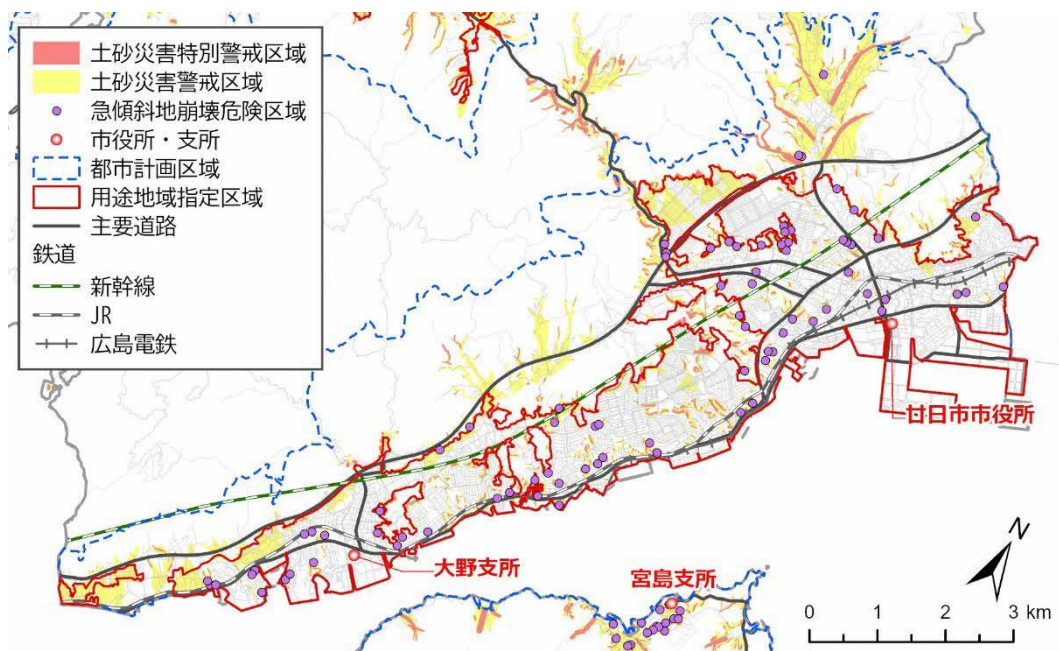 土砂災害特別警戒区域
土砂災害警戒区域
急傾斜地崩壊危険区域
市役所・支所
都市計画区域
用途地域指定区域
主要道路
鉄道
新幹線
JR
広島電鉄
廿日市市役所
大野支所
宮島支所
N
0 1 2 3 km